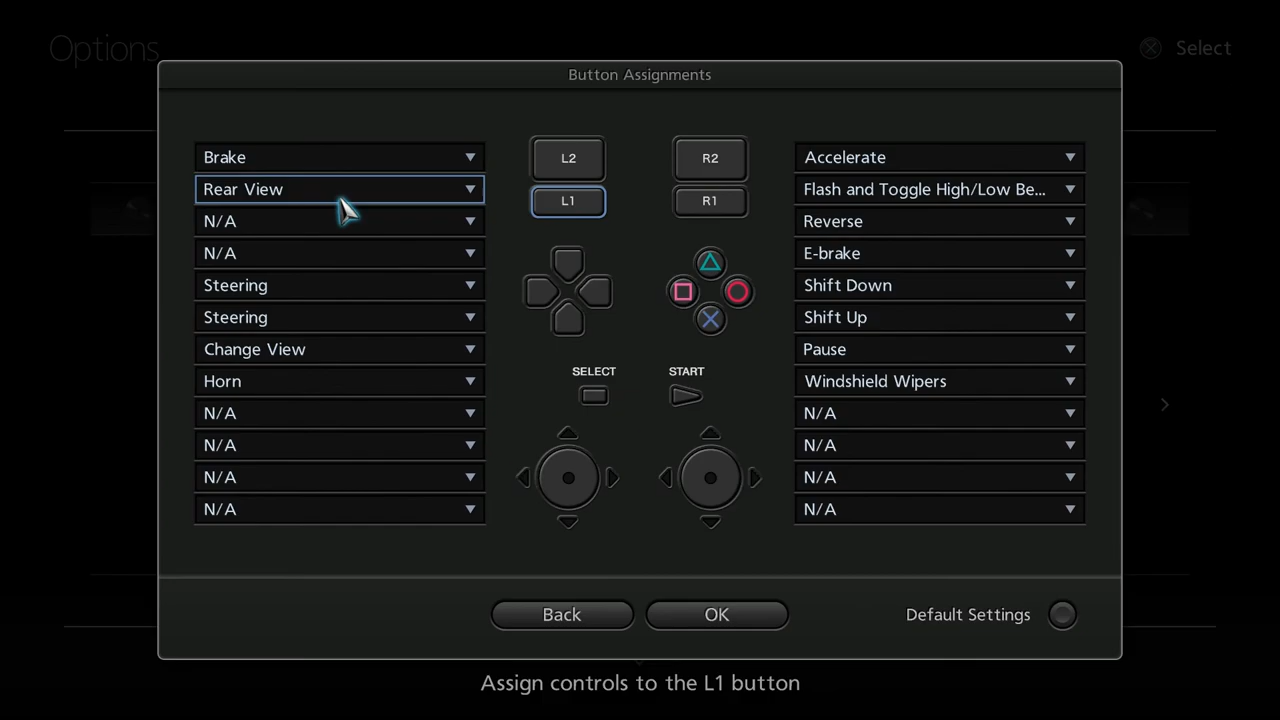 Options
Select
Button Assignments
Brake
Rear View
N/A
N/A
Steering
Steering
Change View
Horn
N/A
N/A
N/A
N/A
L2
R2
L1
R1
SELECT
START
Accelerate
Flash and Toggle High/Low Be...
Reverse
E-brake
Shift Down
Shift Up
Pause
Windshield Wipers
N/A
N/A
N/A
N/A
Back
OK
Default Settings
Assign controls to the L1 button